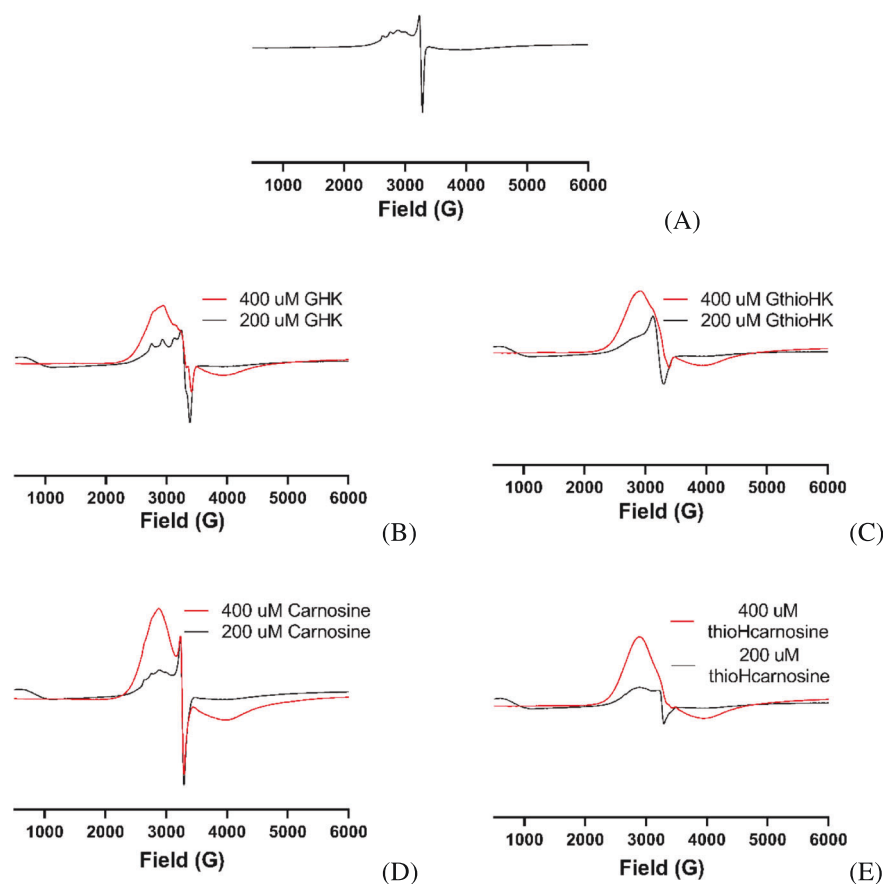 1000 2000 3000 4000 5000 6000
Field (G)
(A)
400 uM GHK
200 uM GHK
1000 2000 3000 4000 5000 6000
Field (G)
(B)
400 uM GthioHK
200 uM GthioHK
1000 2000 3000 4000 5000 6000
Field (G)
(C)
400 uM Carnosine
200 uM Carnosine
1000 2000 3000 4000 5000 6000
Field (G)
(D)
400 uM
thioHcarnosine
200 uM
thioHcarnosine
1000 2000 3000 4000 5000 6000
Field (G)
(E)